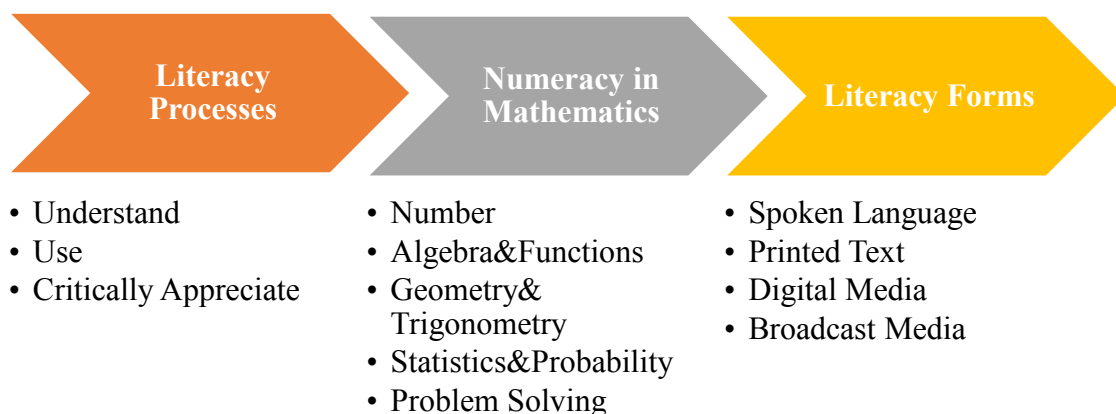 Literacy
Processes
• Understand
• Use
• Critically Appreciate
Numeracy in
Mathematics
• Number
• Algebra&Functions
• Geometry&
Trigonometry
• Statistics&Probability
• Problem Solving
Literacy Forms
• Spoken Language
• Printed Text
• Digital Media
• Broadcast Media